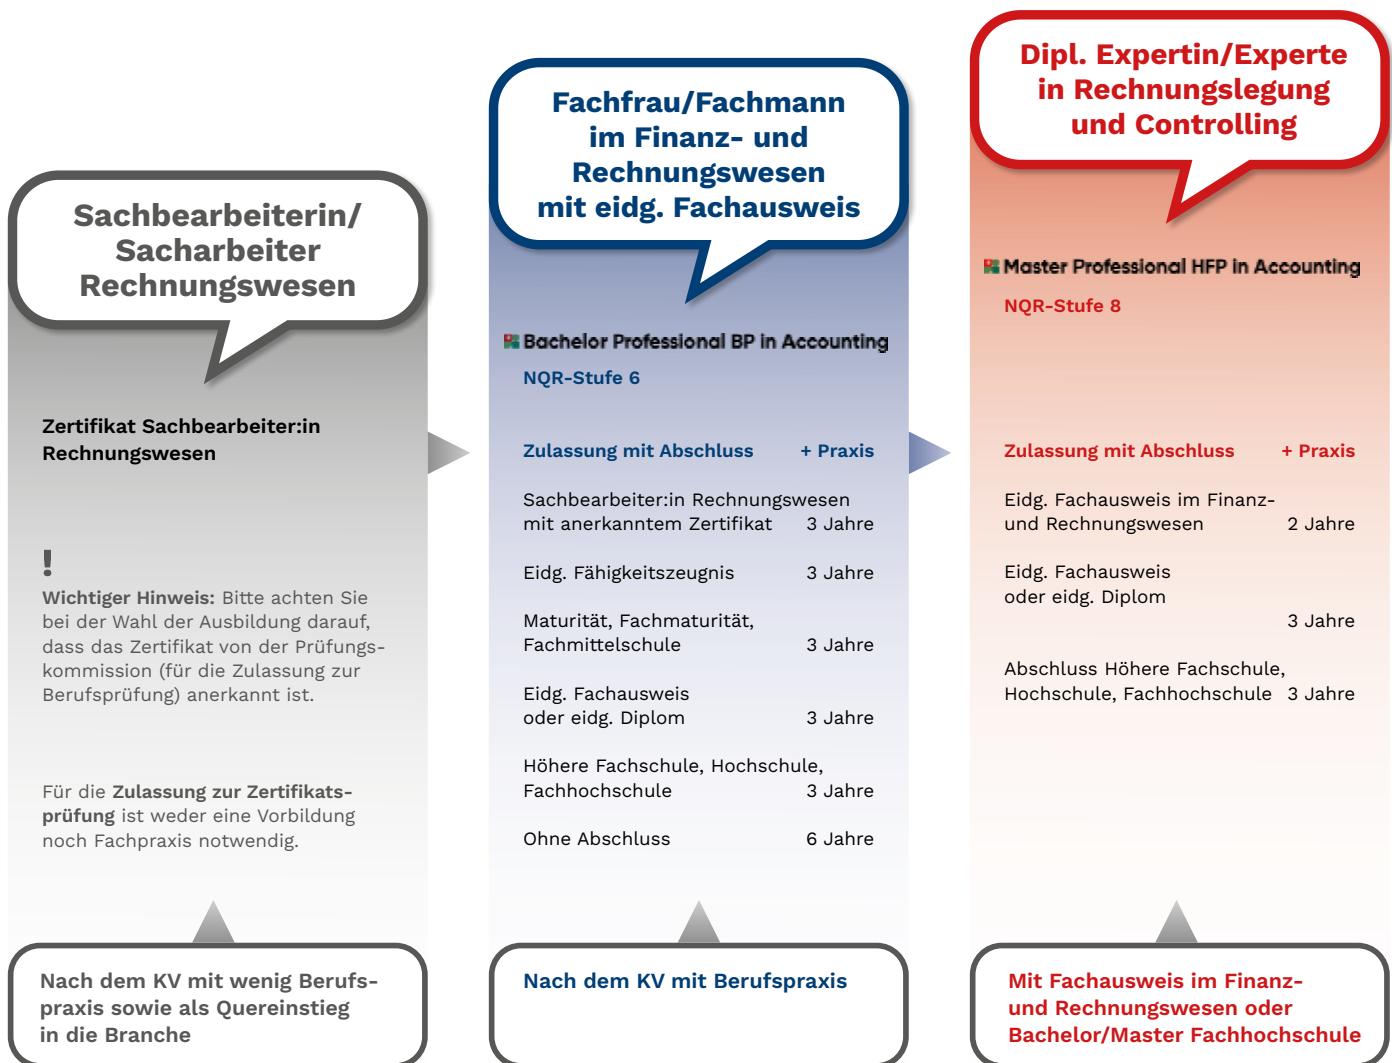 Sachbearbeiterin/
Sacharbeiter
Rechnungswesen
Zertifikat Sachbearbeiter:in
Rechnungswesen
!
Wichtiger Hinweis: Bitte achten Sie
bei der Wahl der Ausbildung darauf,
dass das Zertifikat von der Prüfungs-
kommission (für die Zulassung zur
Berufsprüfung) anerkannt ist.
Für die Zulassung zur Zertifikats-
prüfung ist weder eine Vorbildung
noch Fachpraxis notwendig.
Nach dem KV mit wenig Berufs-
praxis sowie als Quereinstieg
in die Branche
Fachfrau/Fachmann
im Finanz- und
Rechnungswesen
mit eidg. Fachausweis
Bachelor Professional BP in Accounting
NQR-Stufe 6
Zulassung mit Abschluss + Praxis
Sachbearbeiter:in Rechnungswesen
mit anerkanntem Zertifikat 3 Jahre
Eidg. Fähigkeitszeugnis 3 Jahre
Maturität, Fachmaturität,
Fachmittelschule 3 Jahre
Eidg. Fachausweis
oder eidg. Diplom 3 Jahre
Höhere Fachschule, Hochschule,
Fachhochschule 3 Jahre
Ohne Abschluss 6 Jahre
Nach dem KV mit Berufspraxis
Dipl. Expertin/Experte
in Rechnungslegung
und Controlling
Master Professional HFP in Accounting
NQR-Stufe 8
Zulassung mit Abschluss + Praxis
Eidg. Fachausweis im Finanz-
und Rechnungswesen 2 Jahre
Eidg. Fachausweis
oder eidg. Diplom
3 Jahre
Abschluss Höhere Fachschule,
Hochschule, Fachhochschule 3 Jahre
Mit Fachausweis im Finanz-
und Rechnungswesen oder
Bachelor/Master Fachhochschule